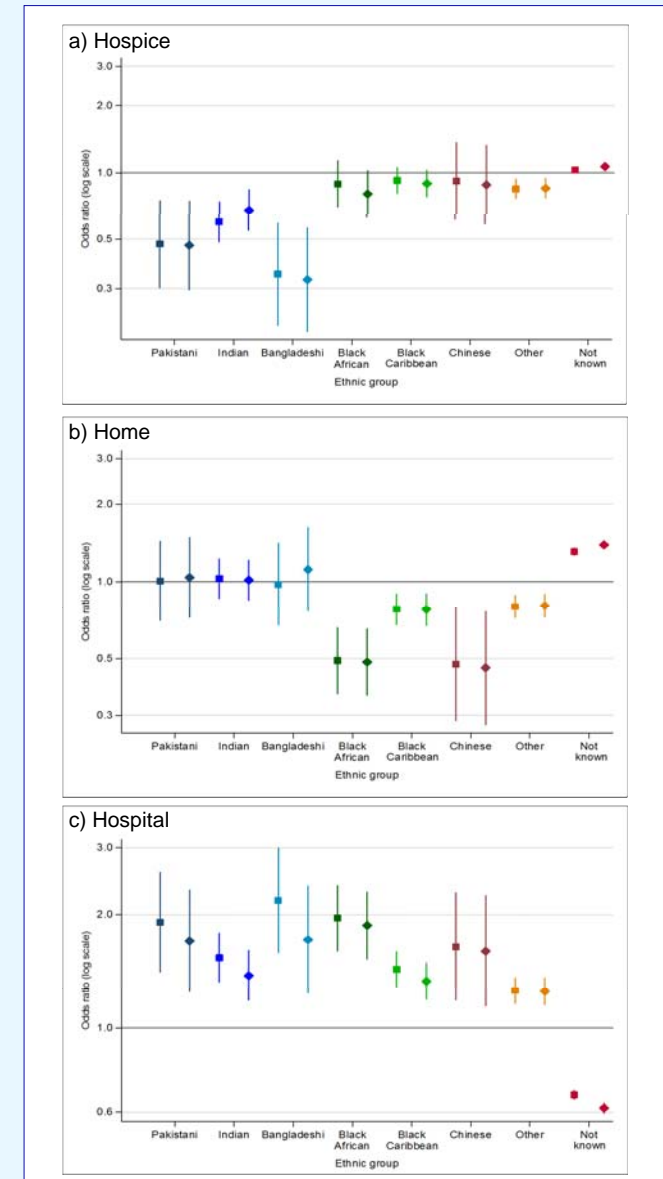 a) Hospice
3.0
2.0
1.0
0.5
0.3
Odds ratio (log scale)
Pakistani Indian Bangladeshi Black African Black Caribbean Chinese Other Not known
Ethnic group
b) Home
3.0
2.0
1.0
0.5
0.3
Odds ratio (log scale)
Pakistani Indian Bangladeshi Black African Black Caribbean Chinese Other Not known
Ethnic group
c) Hospital
3.0
2.0
1.0
0.6
Odds ratio (log scale)
Pakistani Indian Bangladeshi Black African Black Caribbean Chinese Other Not known
Ethnic group